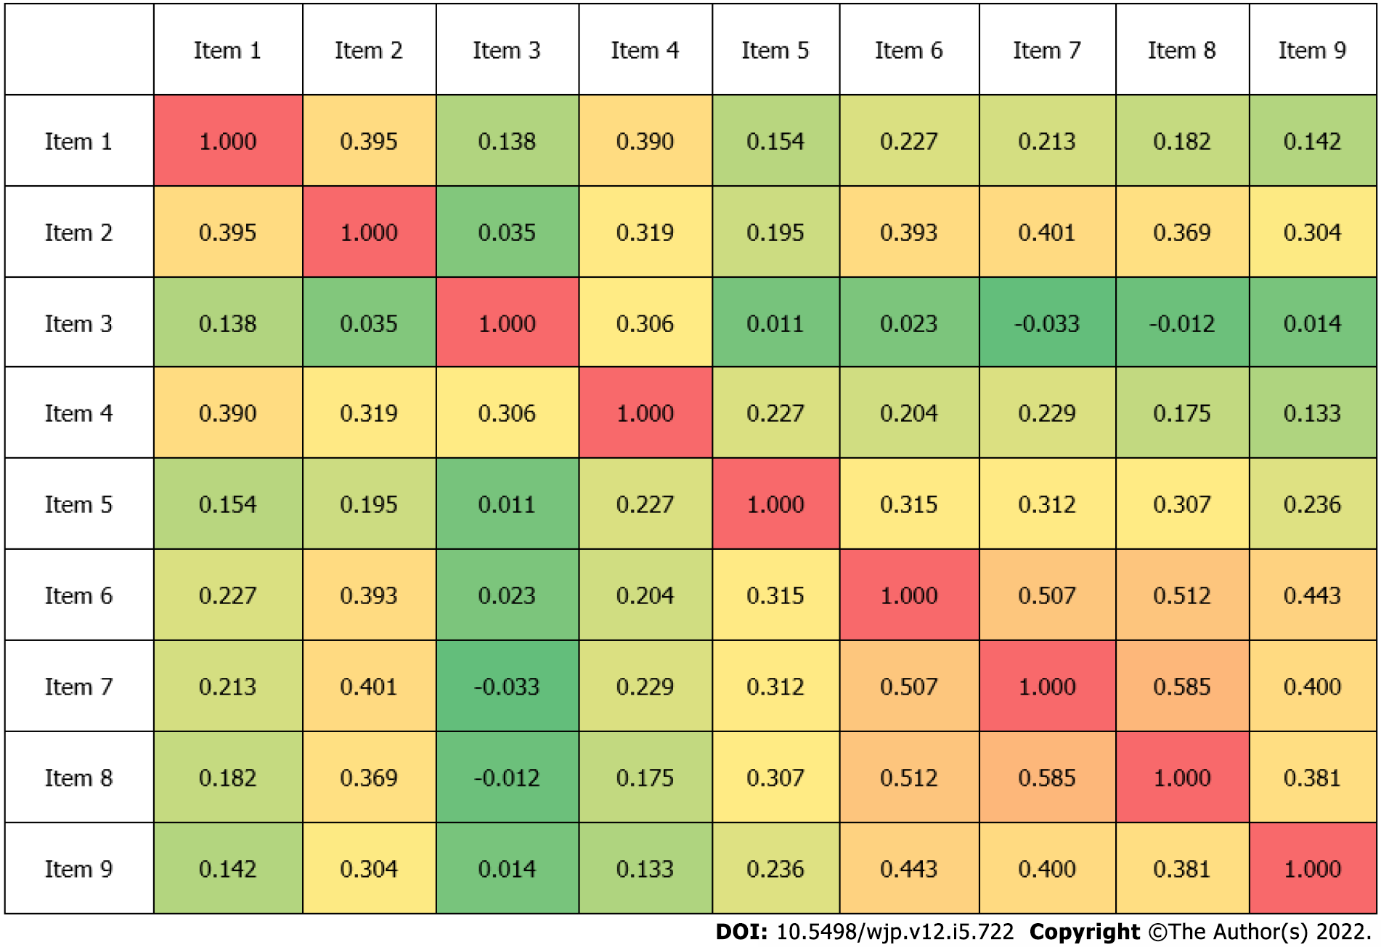 Item 1 Item 2 Item 3 Item 4 Item 5 Item 6 Item 7 Item 8 Item 9
Item 1 1.000 0.395 0.138 0.390 0.154 0.227 0.213 0.182 0.142
Item 2 0.395 1.000 0.035 0.319 0.195 0.393 0.401 0.369 0.304
Item 3 0.138 0.035 1.000 0.306 0.011 0.023 -0.033 -0.012 0.014
Item 4 0.390 0.319 0.306 1.000 0.227 0.204 0.229 0.175 0.133
Item 5 0.154 0.195 0.011 0.227 1.000 0.315 0.312 0.307 0.236
Item 6 0.227 0.393 0.023 0.204 0.315 1.000 0.507 0.512 0.443
Item 7 0.213 0.401 -0.033 0.229 0.312 0.507 1.000 0.585 0.400
Item 8 0.182 0.369 -0.012 0.175 0.307 0.512 0.585 1.000 0.381
Item 9 0.142 0.304 0.014 0.133 0.236 0.443 0.400 0.381 1.000
DOI: 10.5498/wjp.v12.i5.722 Copyright ©The Author(s) 2022.